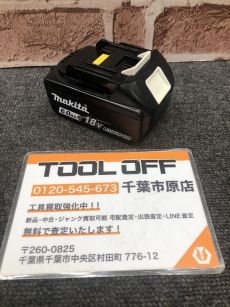 makita
6.0Ah 18V
TOOL OFF
0120-545-673 千葉市原店
工具買取強化中！！
新品・中古・ジャンク買取可能 宅配査定・出張査定・LINE査定
無料で査定いたします！
〒260-0825
千葉県千葉市中央区村田町 776-12